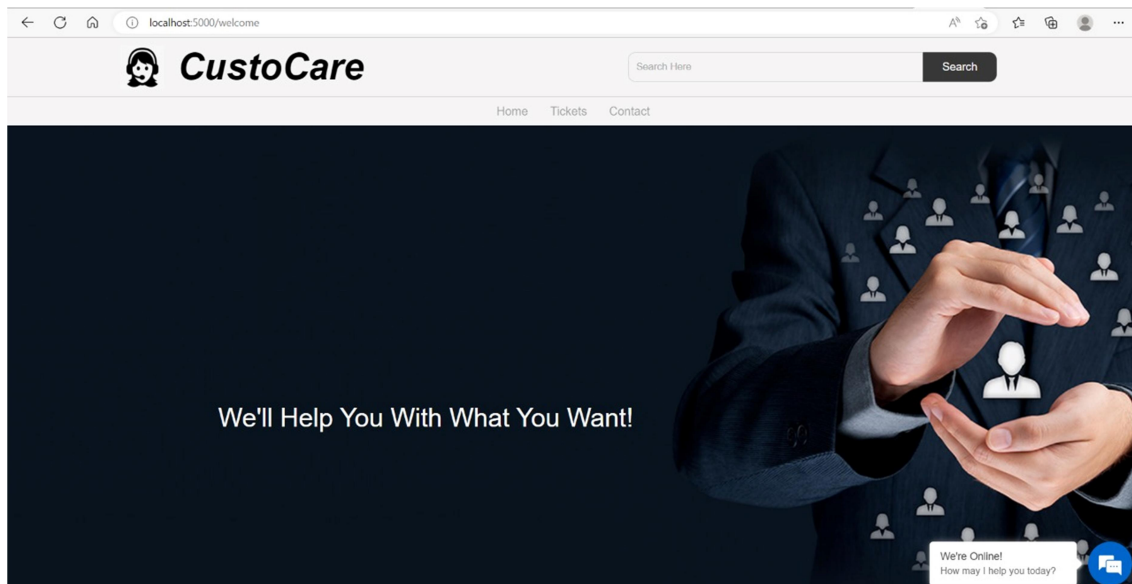 localhost:5000/welcome
CustoCare
Search Here
Search
Home Tickets Contact
We'll Help You With What You Want!
We're Online!
How may I help you today?